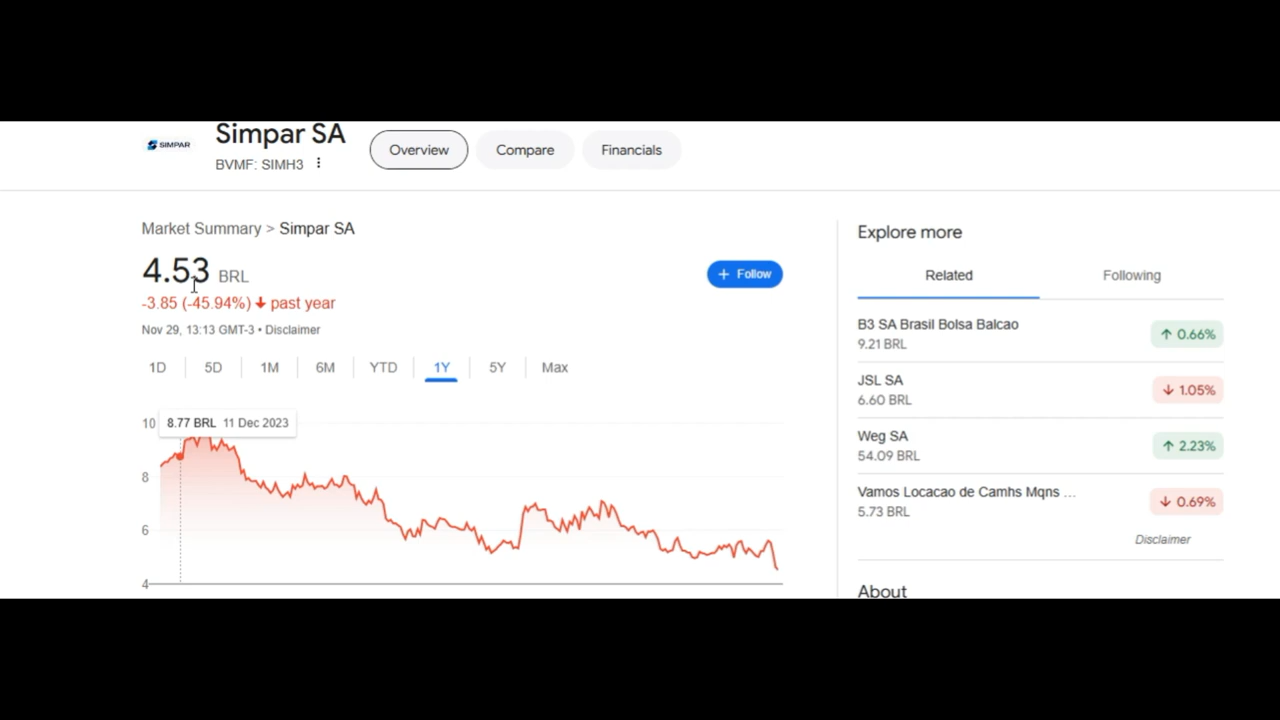 SIMPAR
Simpar SA
BVMF: SIMH3
Overview
Compare
Financials
Market Summary > Simpar SA
4.53 BRL
-3.85 (-45.94%) ↓ past year
Nov 29, 13:13 GMT-3 • Disclaimer
+ Follow
1D 5D 1M 6M YTD 1Y 5Y Max
8.77 BRL 11 Dec 2023
10
8
6
4
Explore more
Related Following
B3 SA Brasil Bolsa Balcao
9.21 BRL
↑ 0.66%
JSL SA
6.60 BRL
↓ 1.05%
Weg SA
54.09 BRL
↑ 2.23%
Vamos Locacao de Camhs Mqns ...
5.73 BRL
↓ 0.69%
Disclaimer
About